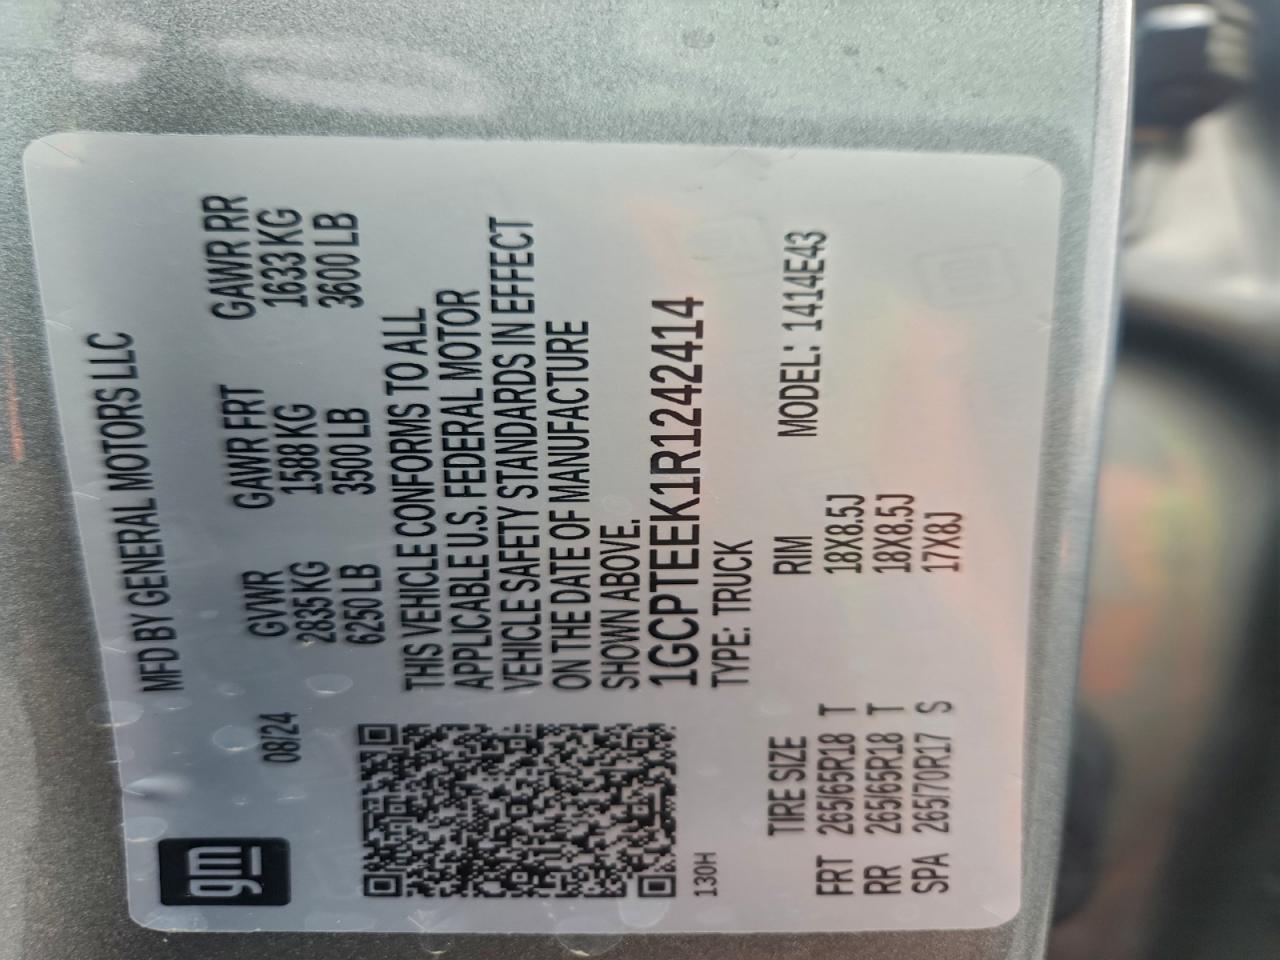 gm
MFD BY GENERAL MOTORS LLC
08/24 GVWR GAWR FRT GAWR RR
2835 KG 1588 KG 1633 KG
6250 LB 3500 LB 3600 LB
THIS VEHICLE CONFORMS TO ALL
APPLICABLE U.S. FEDERAL MOTOR
VEHICLE SAFETY STANDARDS IN EFFECT
ON THE DATE OF MANUFACTURE
SHOWN ABOVE.
1GCPTEEK1R1242414
130IH TYPE: TRUCK
TIRE SIZE RIM MODEL: 1414E43
FRT 265/65R18 T 18X8.5J
RR 265/65R18 T 18X8.5J
SPA 265/70R17 S 17X8J